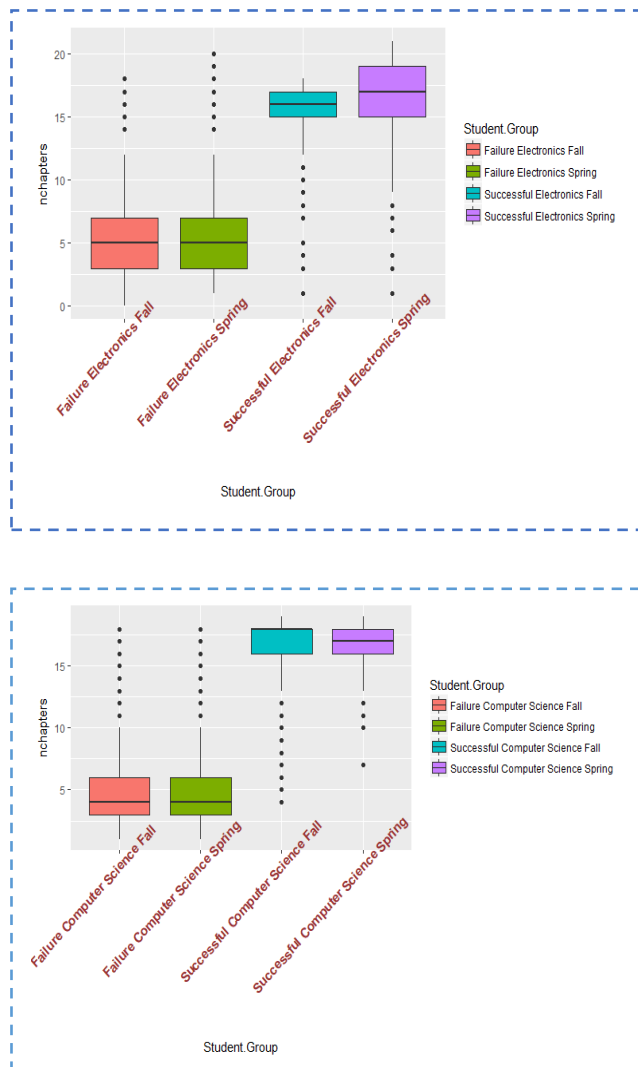 20
15
10
5
0
nchapters
Failure Electronics Fall
Failure Electronics Spring
Successful Electronics Fall
Successful Electronics Spring
Student.Group
Student.Group
Failure Electronics Fall
Failure Electronics Spring
Successful Electronics Fall
Successful Electronics Spring
15
10
5
nchapters
Failure Computer Science Fall
Failure Computer Science Spring
Successful Computer Science Fall
Successful Computer Science Spring
Student.Group
Student.Group
Failure Computer Science Fall
Failure Computer Science Spring
Successful Computer Science Fall
Successful Computer Science Spring